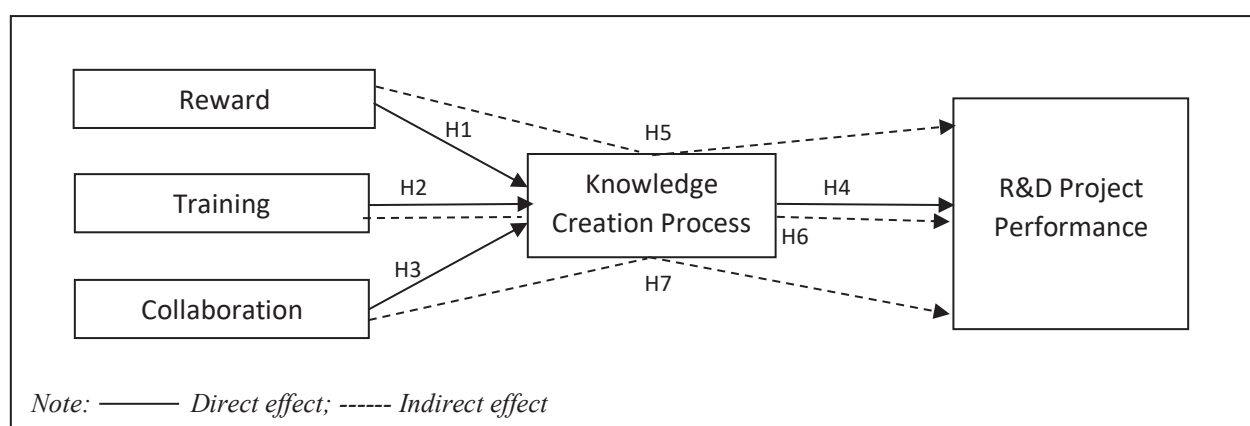 Reward
H1
H5
Training
H2
Knowledge
Creation Process
H4
H6
R&D Project
Performance
H3
H7
Collaboration
Note: ——— Direct effect; ------ Indirect effect